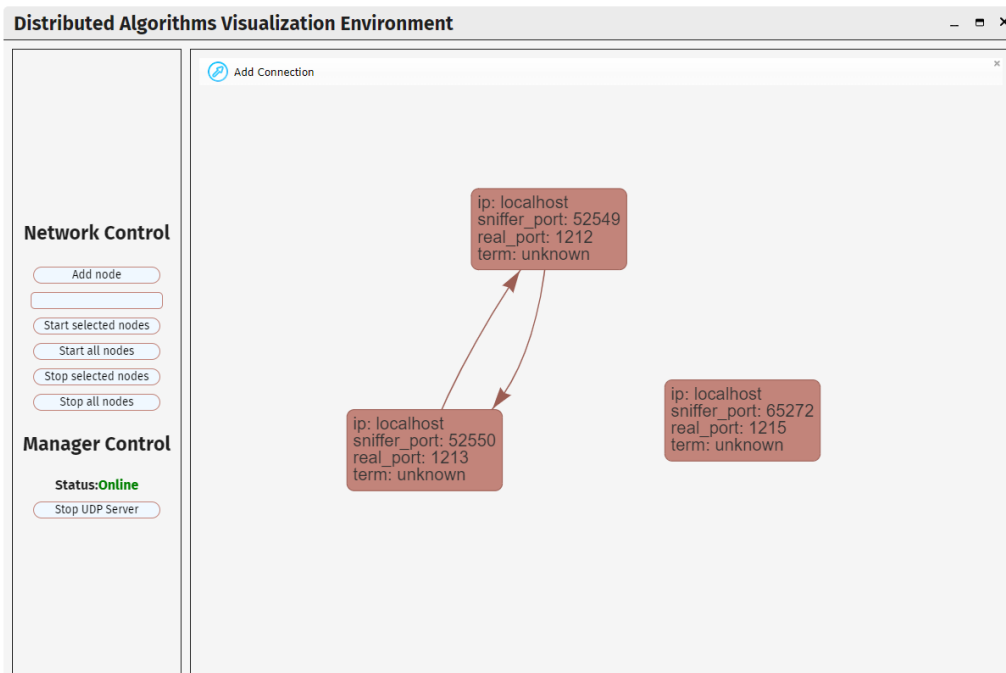 Distributed Algorithms Visualization Environment
Add Connection
Network Control
Add node
Start selected nodes
Start all nodes
Stop selected nodes
Stop all nodes
Manager Control
Status:Online
Stop UDP Server
ip: localhost
sniffer_port: 52549
real_port: 1212
term: unknown
ip: localhost
sniffer_port: 52550
real_port: 1213
term: unknown
ip: localhost
sniffer_port: 65272
real_port: 1215
term: unknown